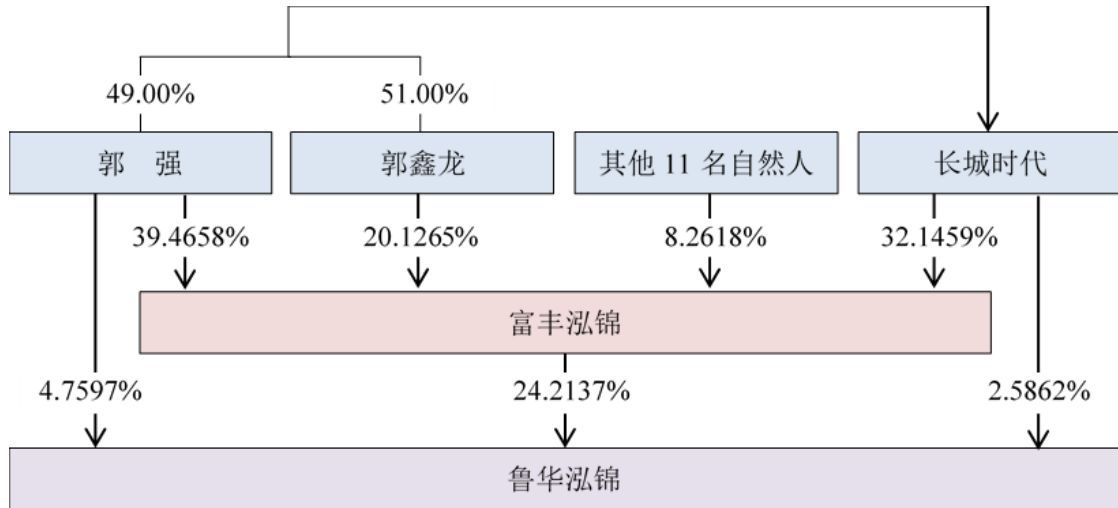 49.00% 51.00%
郭 强 郭鑫龙 其他 11 名自然人 长城时代
39.4658% 20.1265% 8.2618% 32.1459%
富丰泓锦
4.7597% 24.2137% 2.5862%
鲁华泓锦